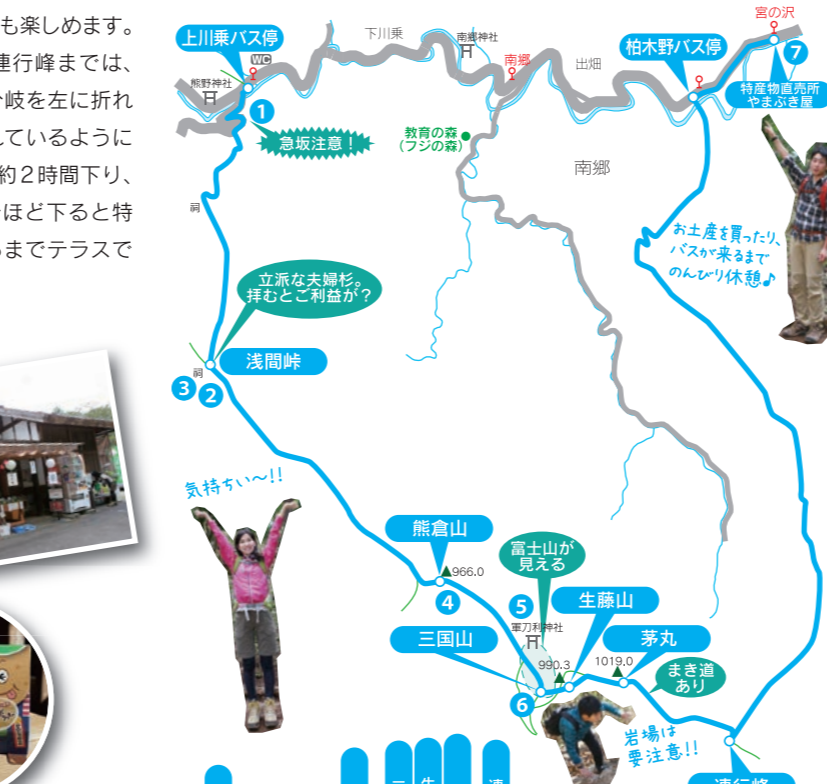 も楽しめます。
連行峰までは、
分岐を左に折れ
れているように
約2時間下り、
ほど下ると特
までテラスで
上川乗バス停
WC
熊野神社
下川乗
南郷神社
南郷
出畑
柏木野バス停
宮の沢
7
特産物直売所
やまぶき屋
1
急坂注意!
教育の森
(フジの森)
南郷
祠
お土産を買ったり、
バスが来るまで
のんびり休憩♪
立派な夫婦杉。
拝むとご利益が?
祠
浅間峠
3
2
気持ちい〜!!
熊倉山
966.0
4
富士山が
見える
5
軍刀利神社
生藤山
三国山
990.3
茅丸
1019.0
まき道
あり
6
岩場は
要注意!!
連行峰
三
生
連